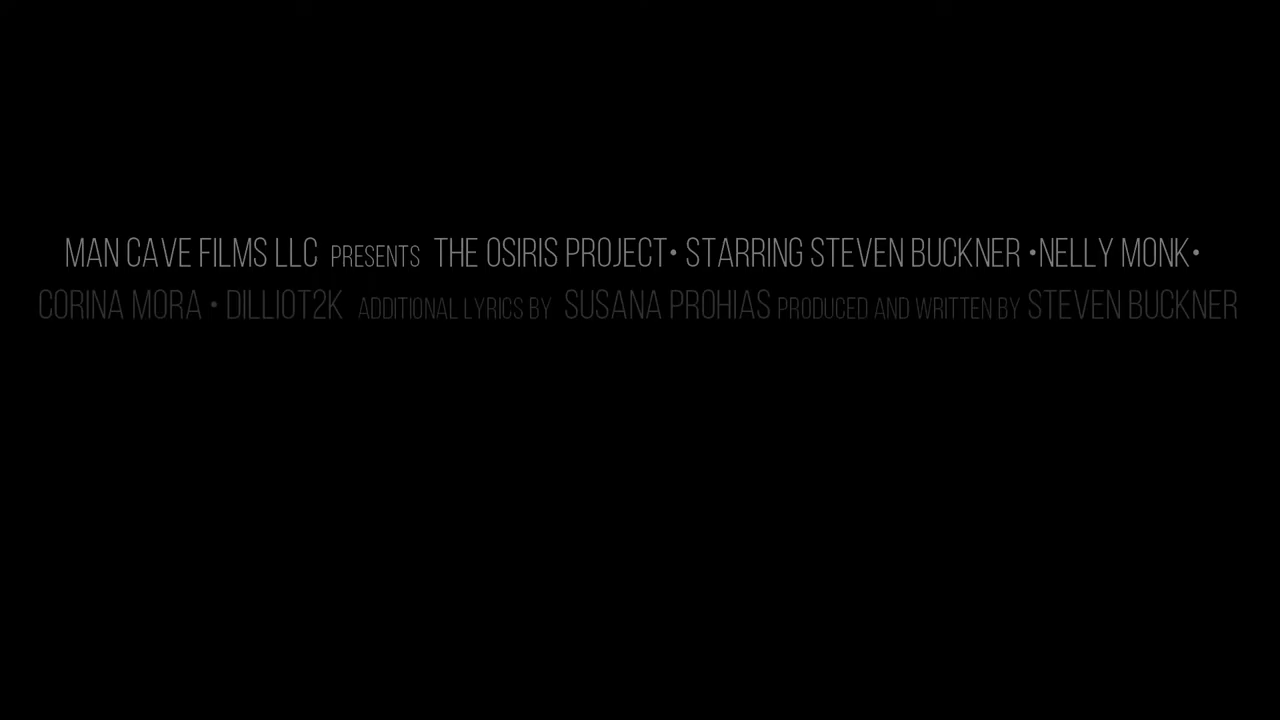 MAN CAVE FILMS LLC PRESENTS THE OSIRIS PROJECT• STARRING STEVEN BUCKNER •NELLY MONK•
CORINA MORA • DILLIOT2K ADDITIONAL LYRICS BY SUSANA PROHIAS PRODUCED AND WRITTEN BY STEVEN BUCKNER